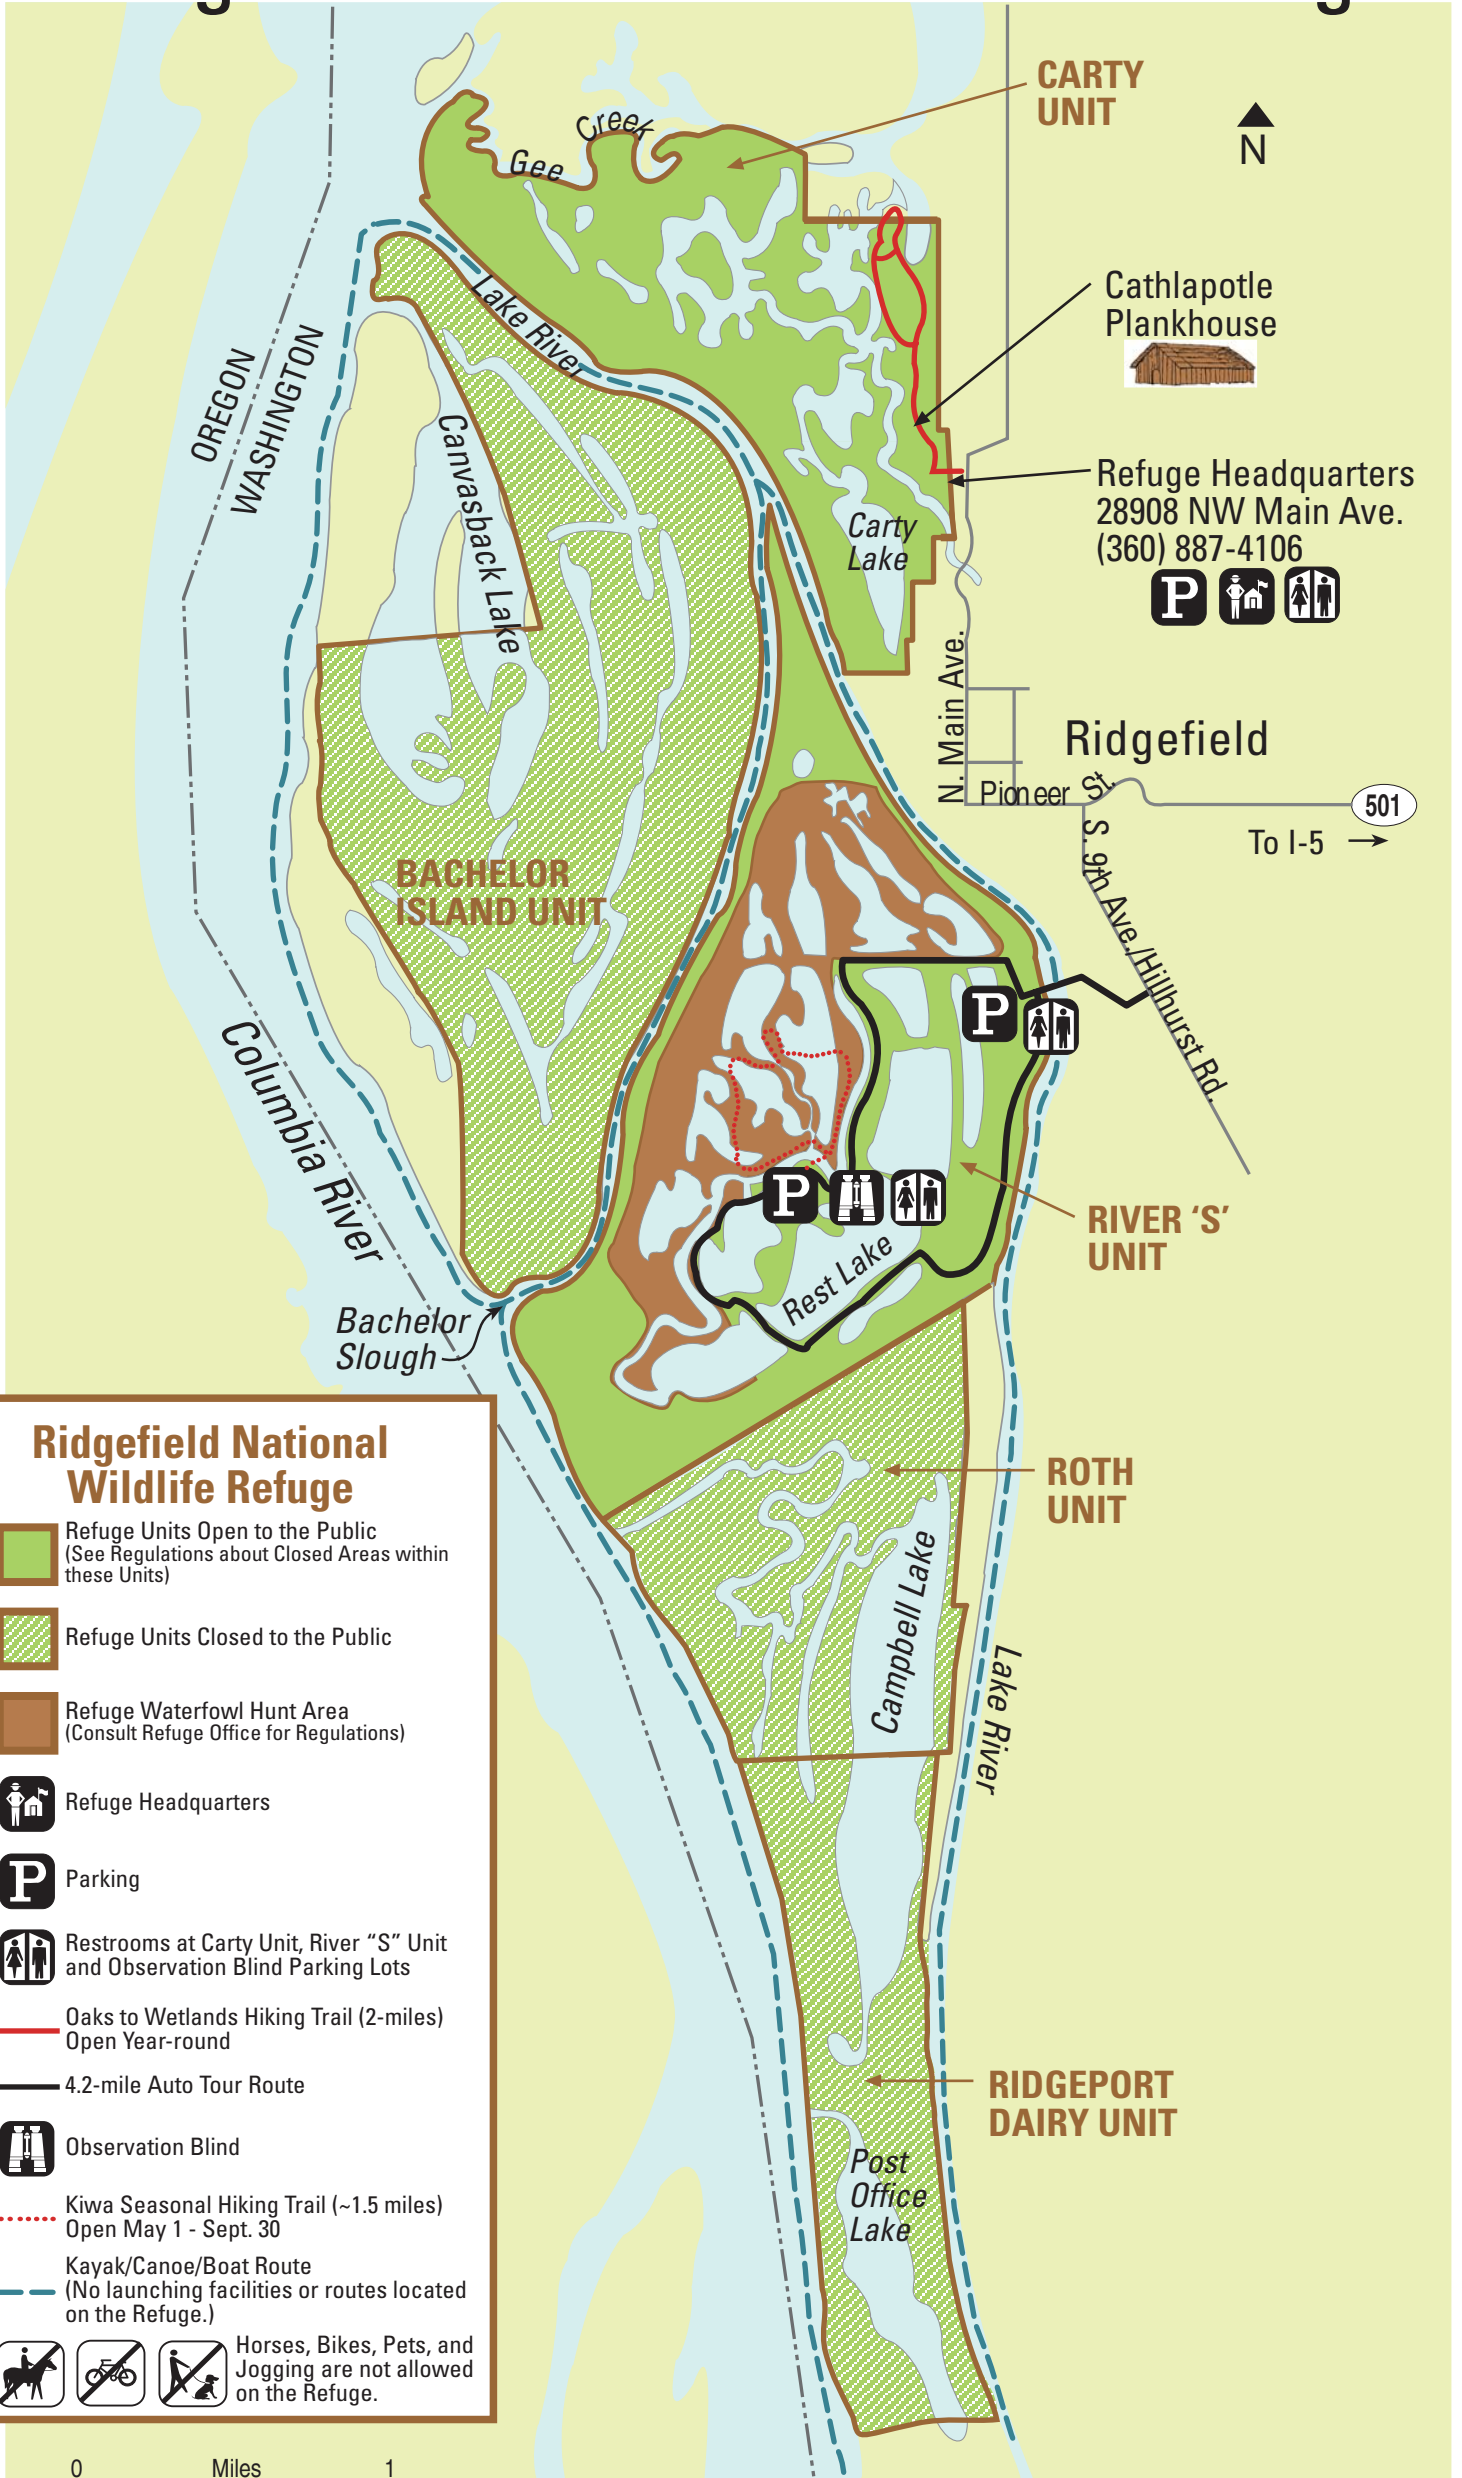 CARTY
UNIT
N
Gee Creek
Cathlapotle
Plankhouse
Lake River
OREGON
WASHINGTON
Canvasback Lake
Refuge Headquarters
28908 NW Main Ave.
(360) 887-4106
P
Carty
Lake
N. Main Ave.
Ridgefield
Pioneer St.
501
To I-5
S. 9th Ave./Hillhurst Rd.
BACHELOR
ISLAND UNIT
P
Columbia River
P
RIVER ‘S’
UNIT
Rest Lake
Bachelor
Slough
ROTH
UNIT
Campbell Lake
Lake River
RIDGEPORT
DAIRY UNIT
Post
Office
Lake
Ridgefield National
Wildlife Refuge
Refuge Units Open to the Public
(See Regulations about Closed Areas within
these Units)
Refuge Units Closed to the Public
Refuge Waterfowl Hunt Area
(Consult Refuge Office for Regulations)
Refuge Headquarters
P
Parking
Restrooms at Carty Unit, River “S” Unit
and Observation Blind Parking Lots
Oaks to Wetlands Hiking Trail (2-miles)
Open Year-round
4.2-mile Auto Tour Route
Observation Blind
Kiwa Seasonal Hiking Trail (~1.5 miles)
Open May 1 - Sept. 30
Kayak/Canoe/Boat Route
(No launching facilities or routes located
on the Refuge.)
Horses, Bikes, Pets, and
Jogging are not allowed
on the Refuge.
0 Miles 1